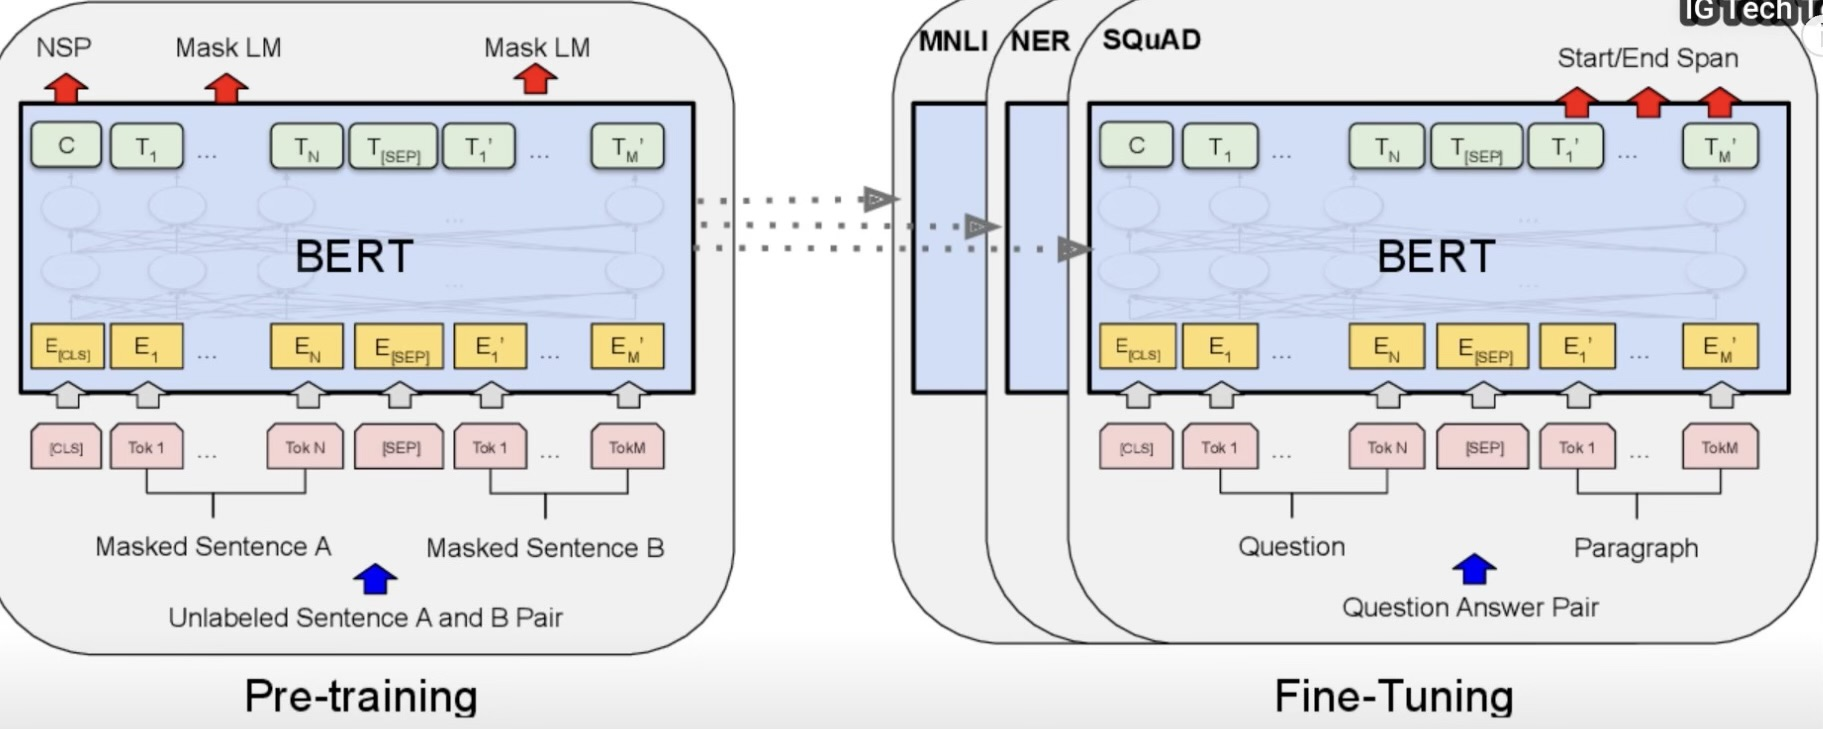 IG Tech T
NSP Mask LM Mask LM
C T1 ... TN T[SEP] T1' ... TM'
...
BERT
...
E[CLS] E1 ... EN E[SEP] E1' ... EM'
[CLS] Tok 1 ... Tok N [SEP] Tok 1 ... TokM
Masked Sentence A Masked Sentence B
Unlabeled Sentence A and B Pair
Pre-training
MNLI NER SQuAD
Start/End Span
C T1 ... TN T[SEP] T1' ... TM'
...
BERT
...
E[CLS] E1 ... EN E[SEP] E1' ... EM'
[CLS] Tok 1 ... Tok N [SEP] Tok 1 ... TokM
Question Paragraph
Question Answer Pair
Fine-Tuning